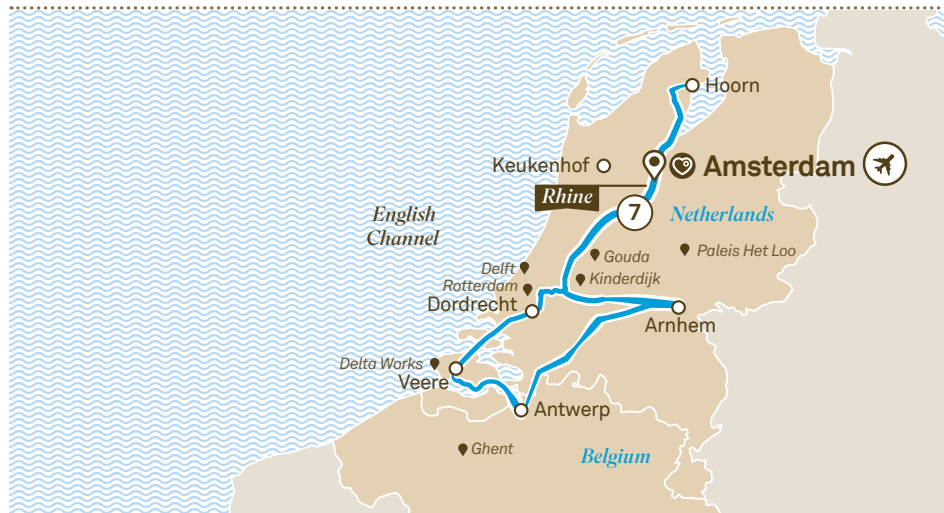 Hoorn
Keukenhof
Amsterdam
Rhine
7
English
Channel
Netherlands
Gouda
Paleis Het Loo
Delft
Kinderdijk
Rotterdam
Dordrecht
Arnhem
Delta Works
Veere
Antwerp
Ghent
Belgium